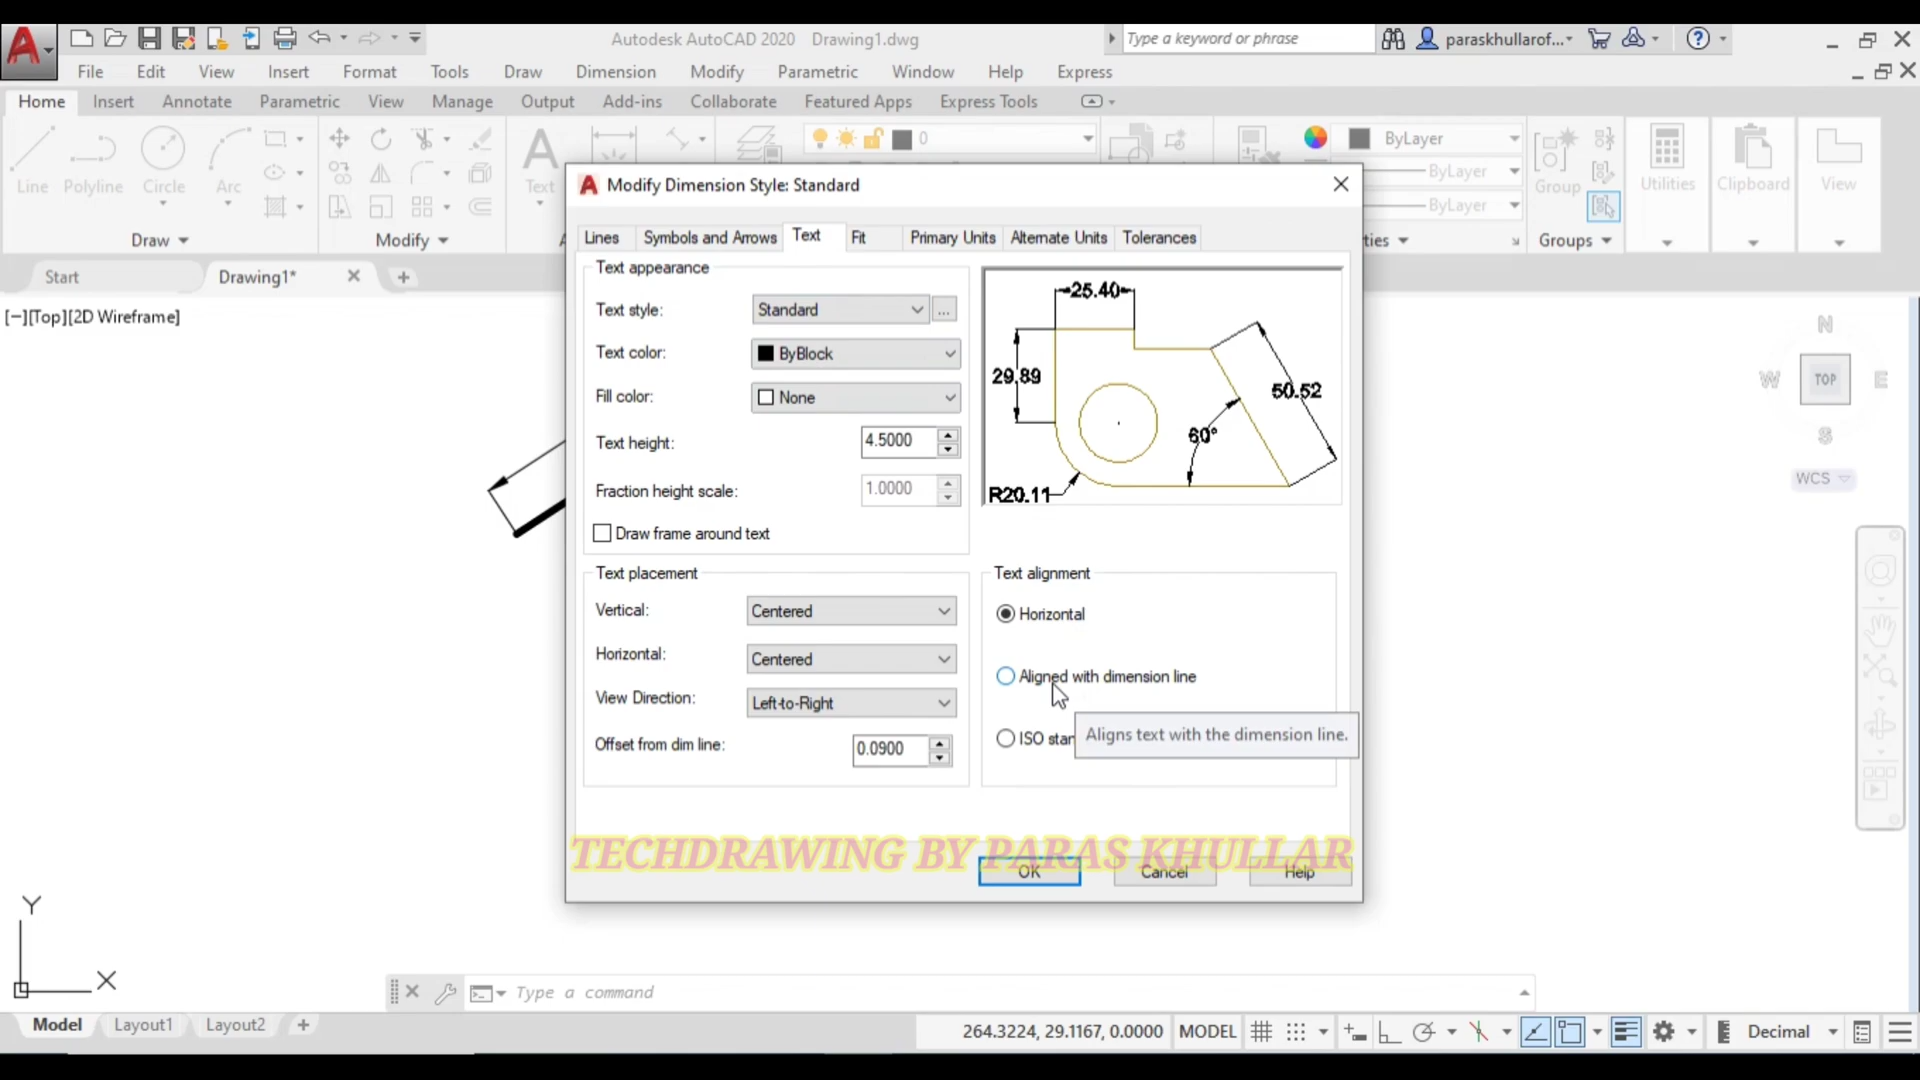 Autodesk AutoCAD 2020 Drawing1.dwg
Type a keyword or phrase
paraskhullarof...
File Edit View Insert Format Tools Draw Dimension Modify Parametric Window Help Express
Home Insert Annotate Parametric View Manage Output Add-ins Collaborate Featured Apps Express Tools
0
ByLayer
ByLayer
ByLayer
Line Polyline Circle Arc
Text
Group
Utilities
Clipboard
View
Draw
Modify
Groups
Start
Drawing1*
[−][Top][2D Wireframe]
Modify Dimension Style: Standard
Lines Symbols and Arrows Text Fit Primary Units Alternate Units Tolerances
Text appearance
Text style: Standard ...
Text color: ByBlock
Fill color: None
Text height: 4.5000
Fraction height scale: 1.0000
Draw frame around text
Text placement
Vertical: Centered
Horizontal: Centered
View Direction: Left-to-Right
Offset from dim line: 0.0900
25.40
29.89
50.52
60°
R20.11
Text alignment
Horizontal
Aligned with dimension line
ISO
Aligns text with the dimension line.
TECHDRAWING BY PARAS KHULLAR
OK Cancel Help
N
W TOP E
S
WCS
Y
X
Type a command
Model Layout1 Layout2
264.3224, 29.1167, 0.0000 MODEL
Decimal